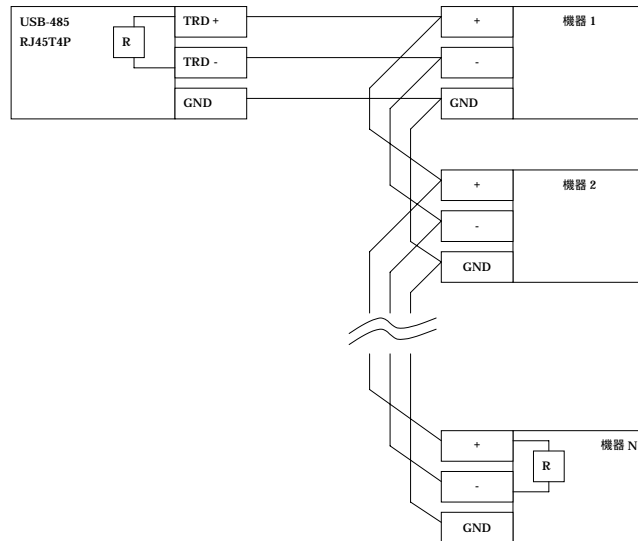 USB-485
RJ45T4P
R
TRD +
TRD -
GND
+
-
GND
機器 1
+
-
GND
機器 2
+
-
GND
R
機器 N